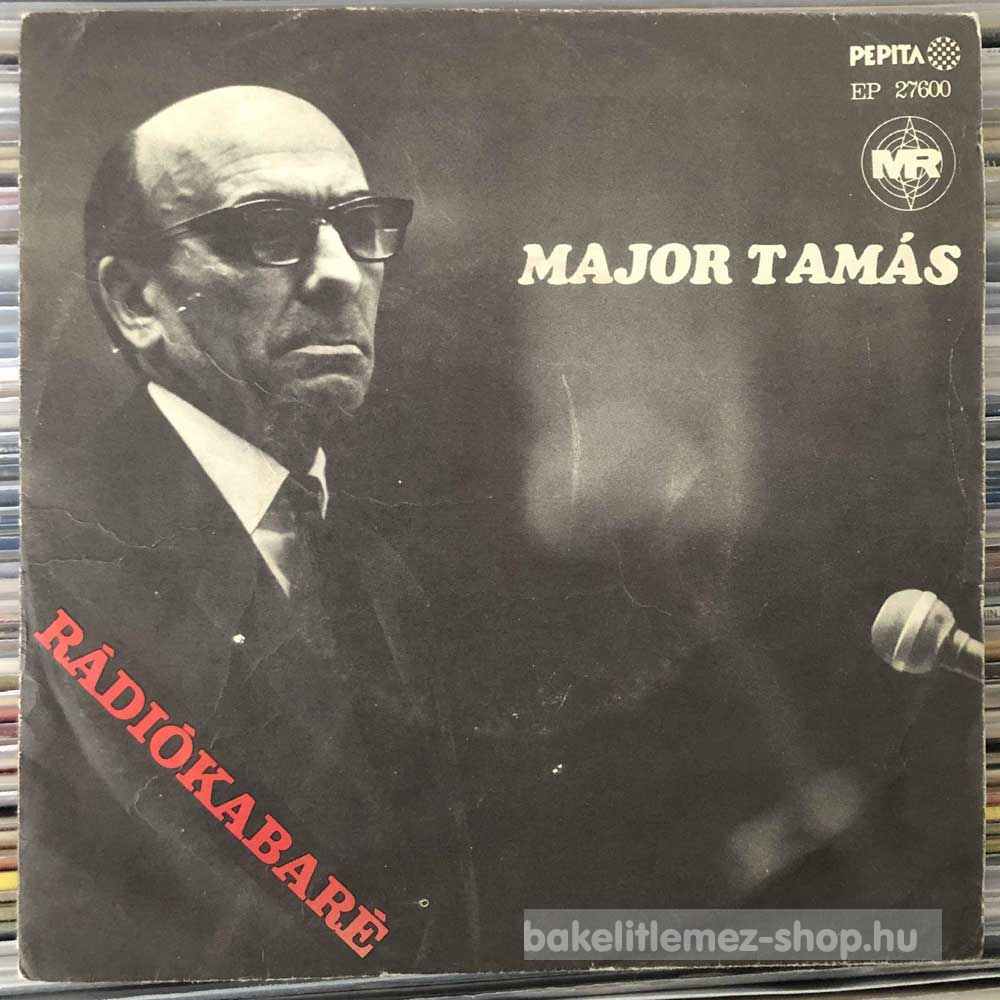 PEPITA
EP 27600
MR
MAJOR TAMÁS
RÁDIÓKABARÉ
bakelitlemez-shop.hu